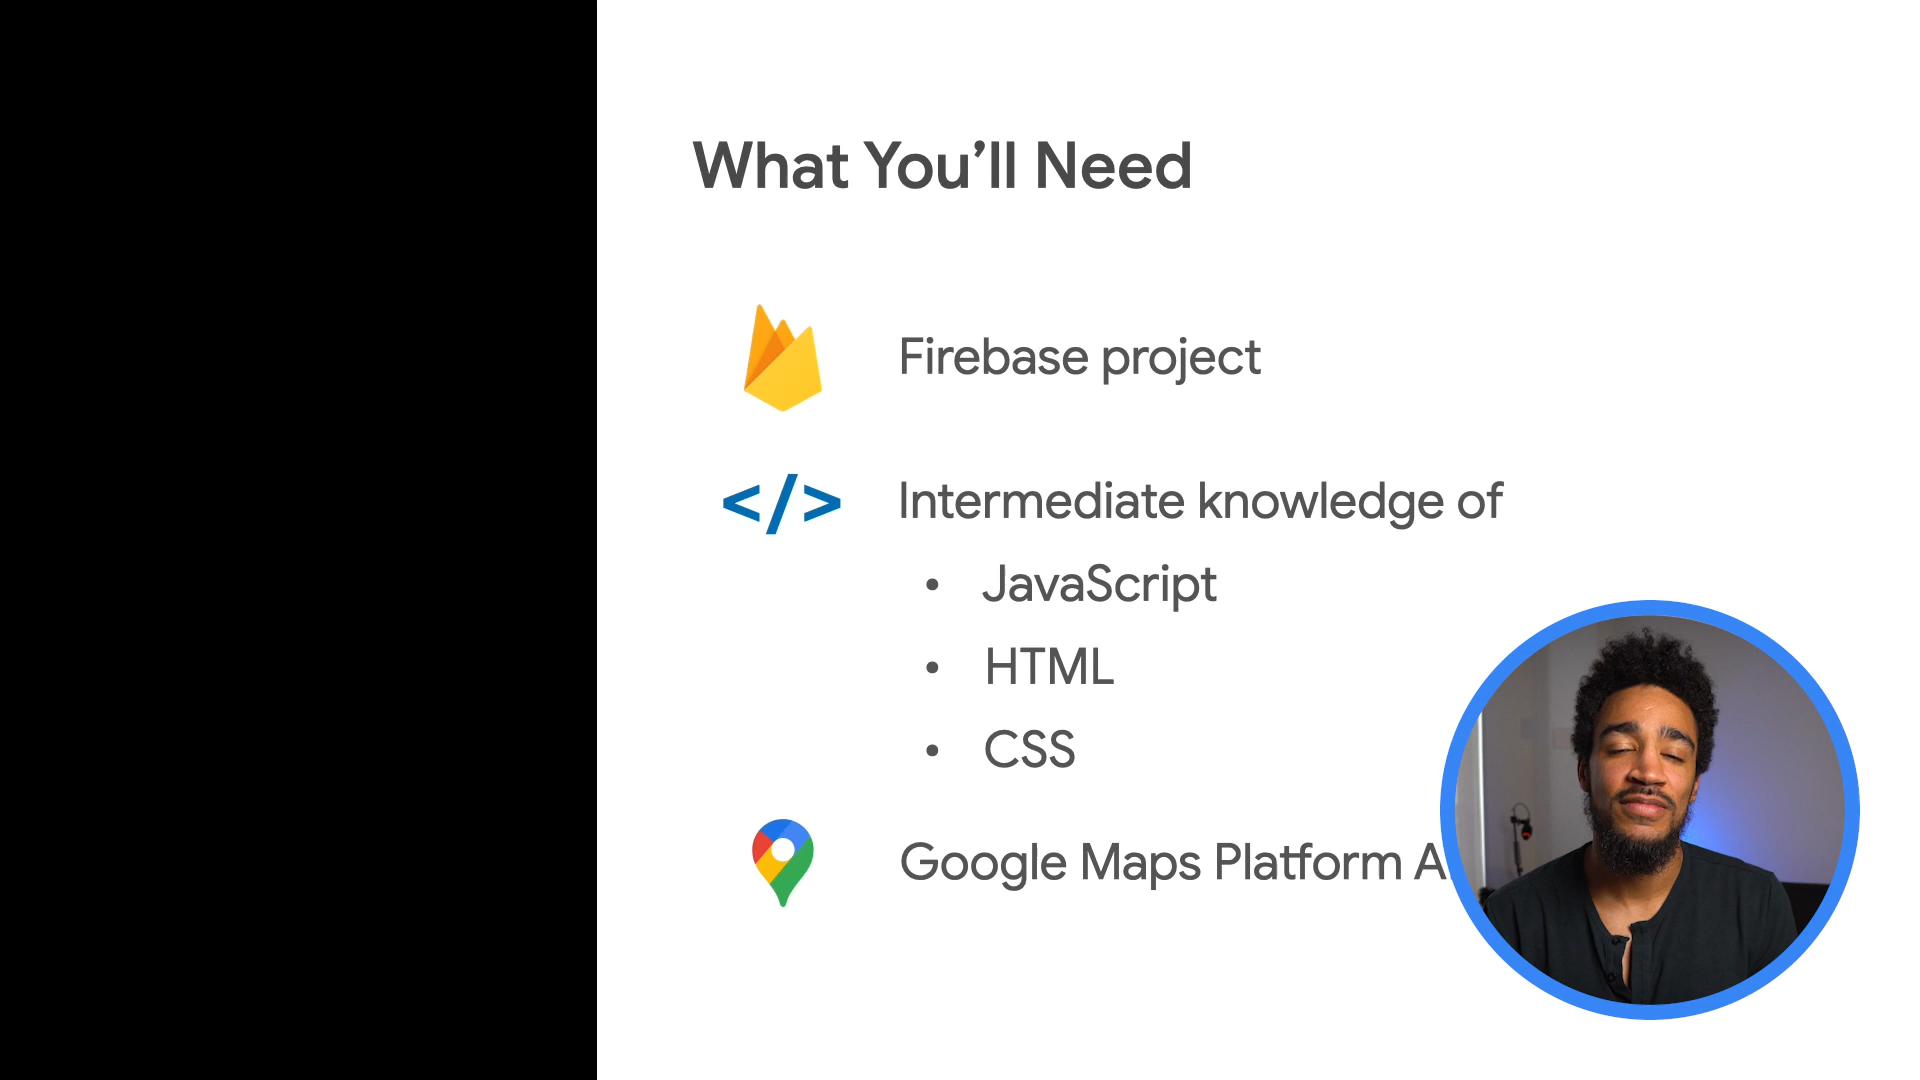 What You’ll Need
Firebase project
</>
Intermediate knowledge of
• JavaScript
• HTML
• CSS
Google Maps Platform